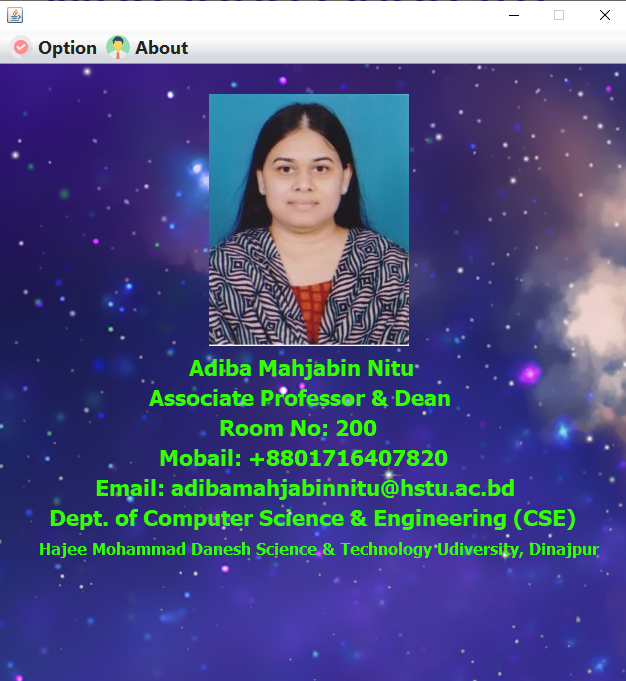 Option About
Adiba Mahjabin Nitu
Associate Professor & Dean
Room No: 200
Mobail: +8801716407820
Email: adibamahjabinnitu@hstu.ac.bd
Dept. of Computer Science & Engineering (CSE)
Hajee Mohammad Danesh Science & Technology Udiversity, Dinajpur